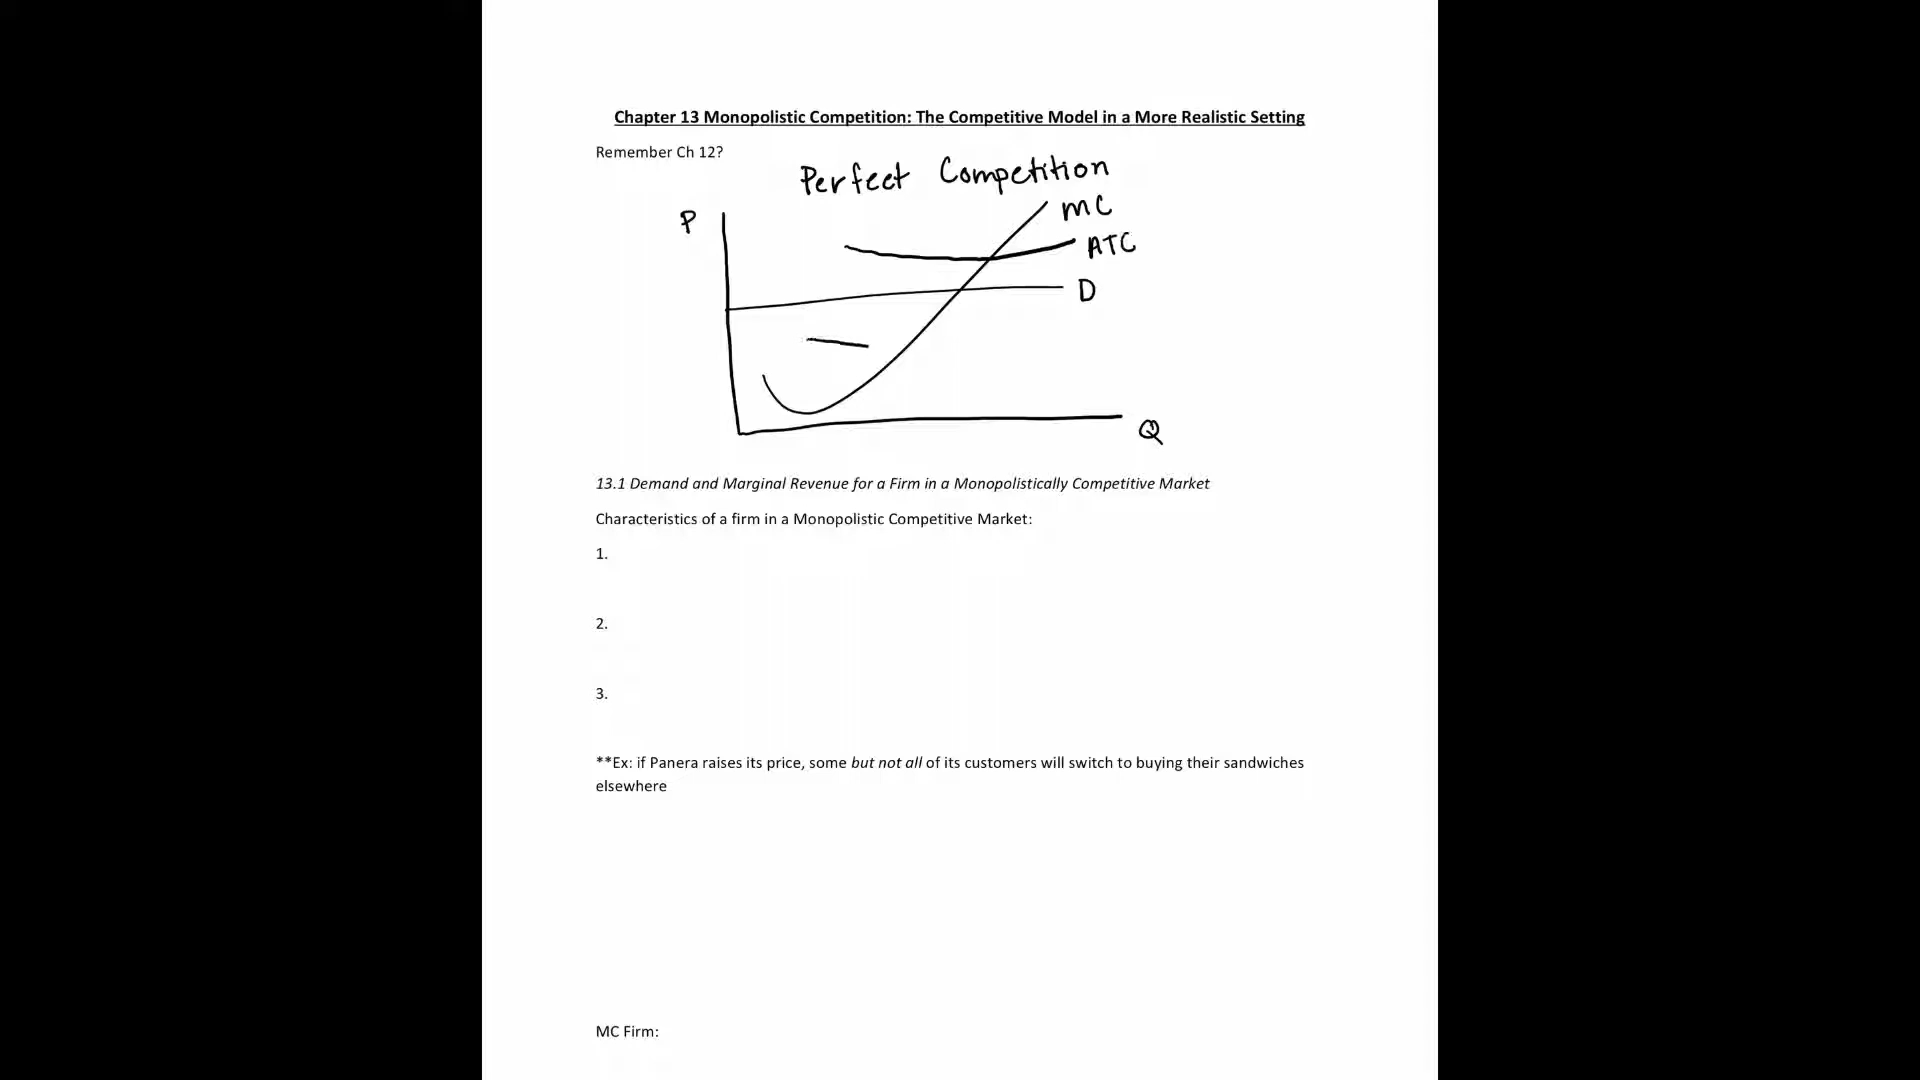 Chapter 13 Monopolistic Competition: The Competitive Model in a More Realistic Setting
Remember Ch 12?
Perfect Competition
P
MC
ATC
D
Q
13.1 Demand and Marginal Revenue for a Firm in a Monopolistically Competitive Market
Characteristics of a firm in a Monopolistic Competitive Market:
1.
2.
3.
**Ex: if Panera raises its price, some but not all of its customers will switch to buying their sandwiches
elsewhere
MC Firm: